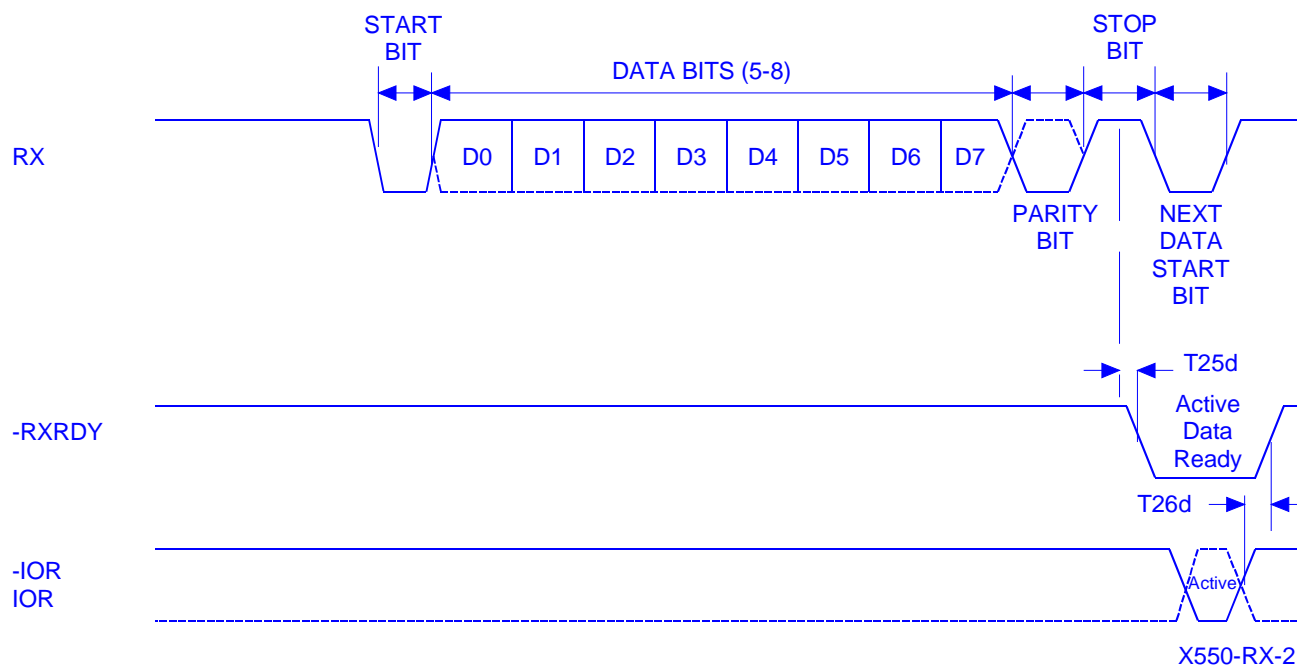 START
BIT
STOP
BIT
DATA BITS (5-8)
RX
D0 D1 D2 D3 D4 D5 D6 D7
PARITY
BIT
NEXT
DATA
START
BIT
T25d
-RXRDY
Active
Data
Ready
T26d
-IOR
IOR
Active
X550-RX-2